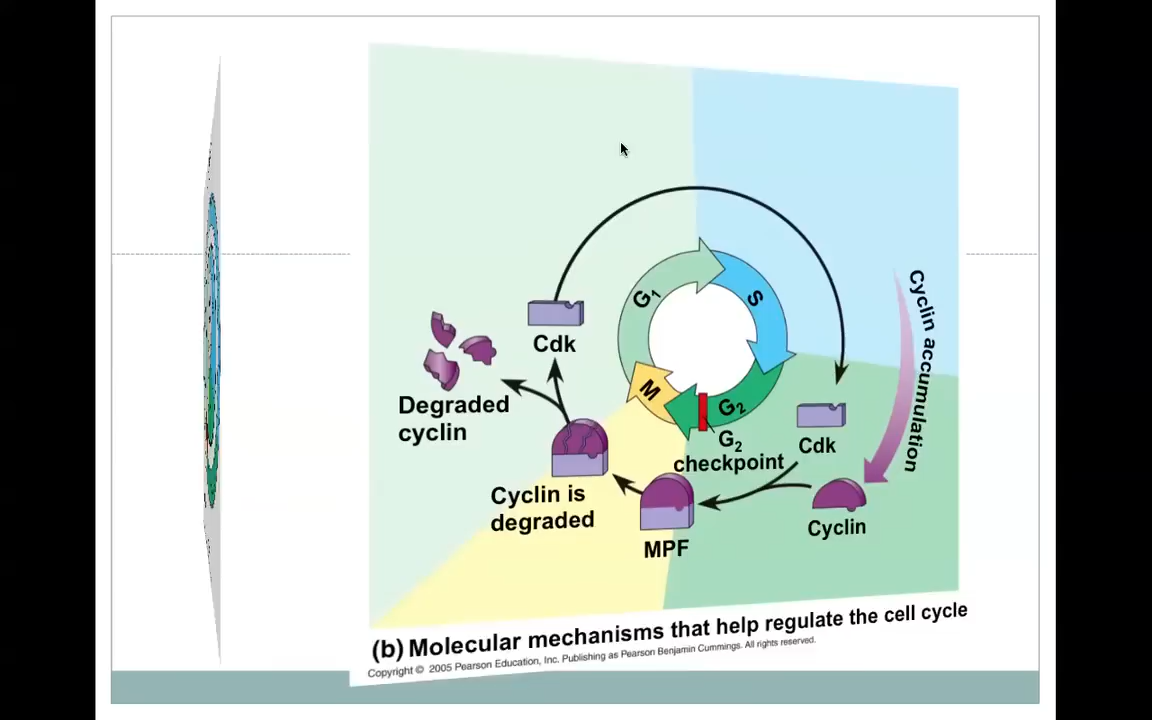 G1
S
Cdk
M
G2
Degraded
cyclin
G2
checkpoint
Cdk
Cyclin accumulation
Cyclin is
degraded
MPF
Cyclin
(b) Molecular mechanisms that help regulate the cell cycle
Copyright © 2005 Pearson Education, Inc. Publishing as Pearson Benjamin Cummings. All rights reserved.